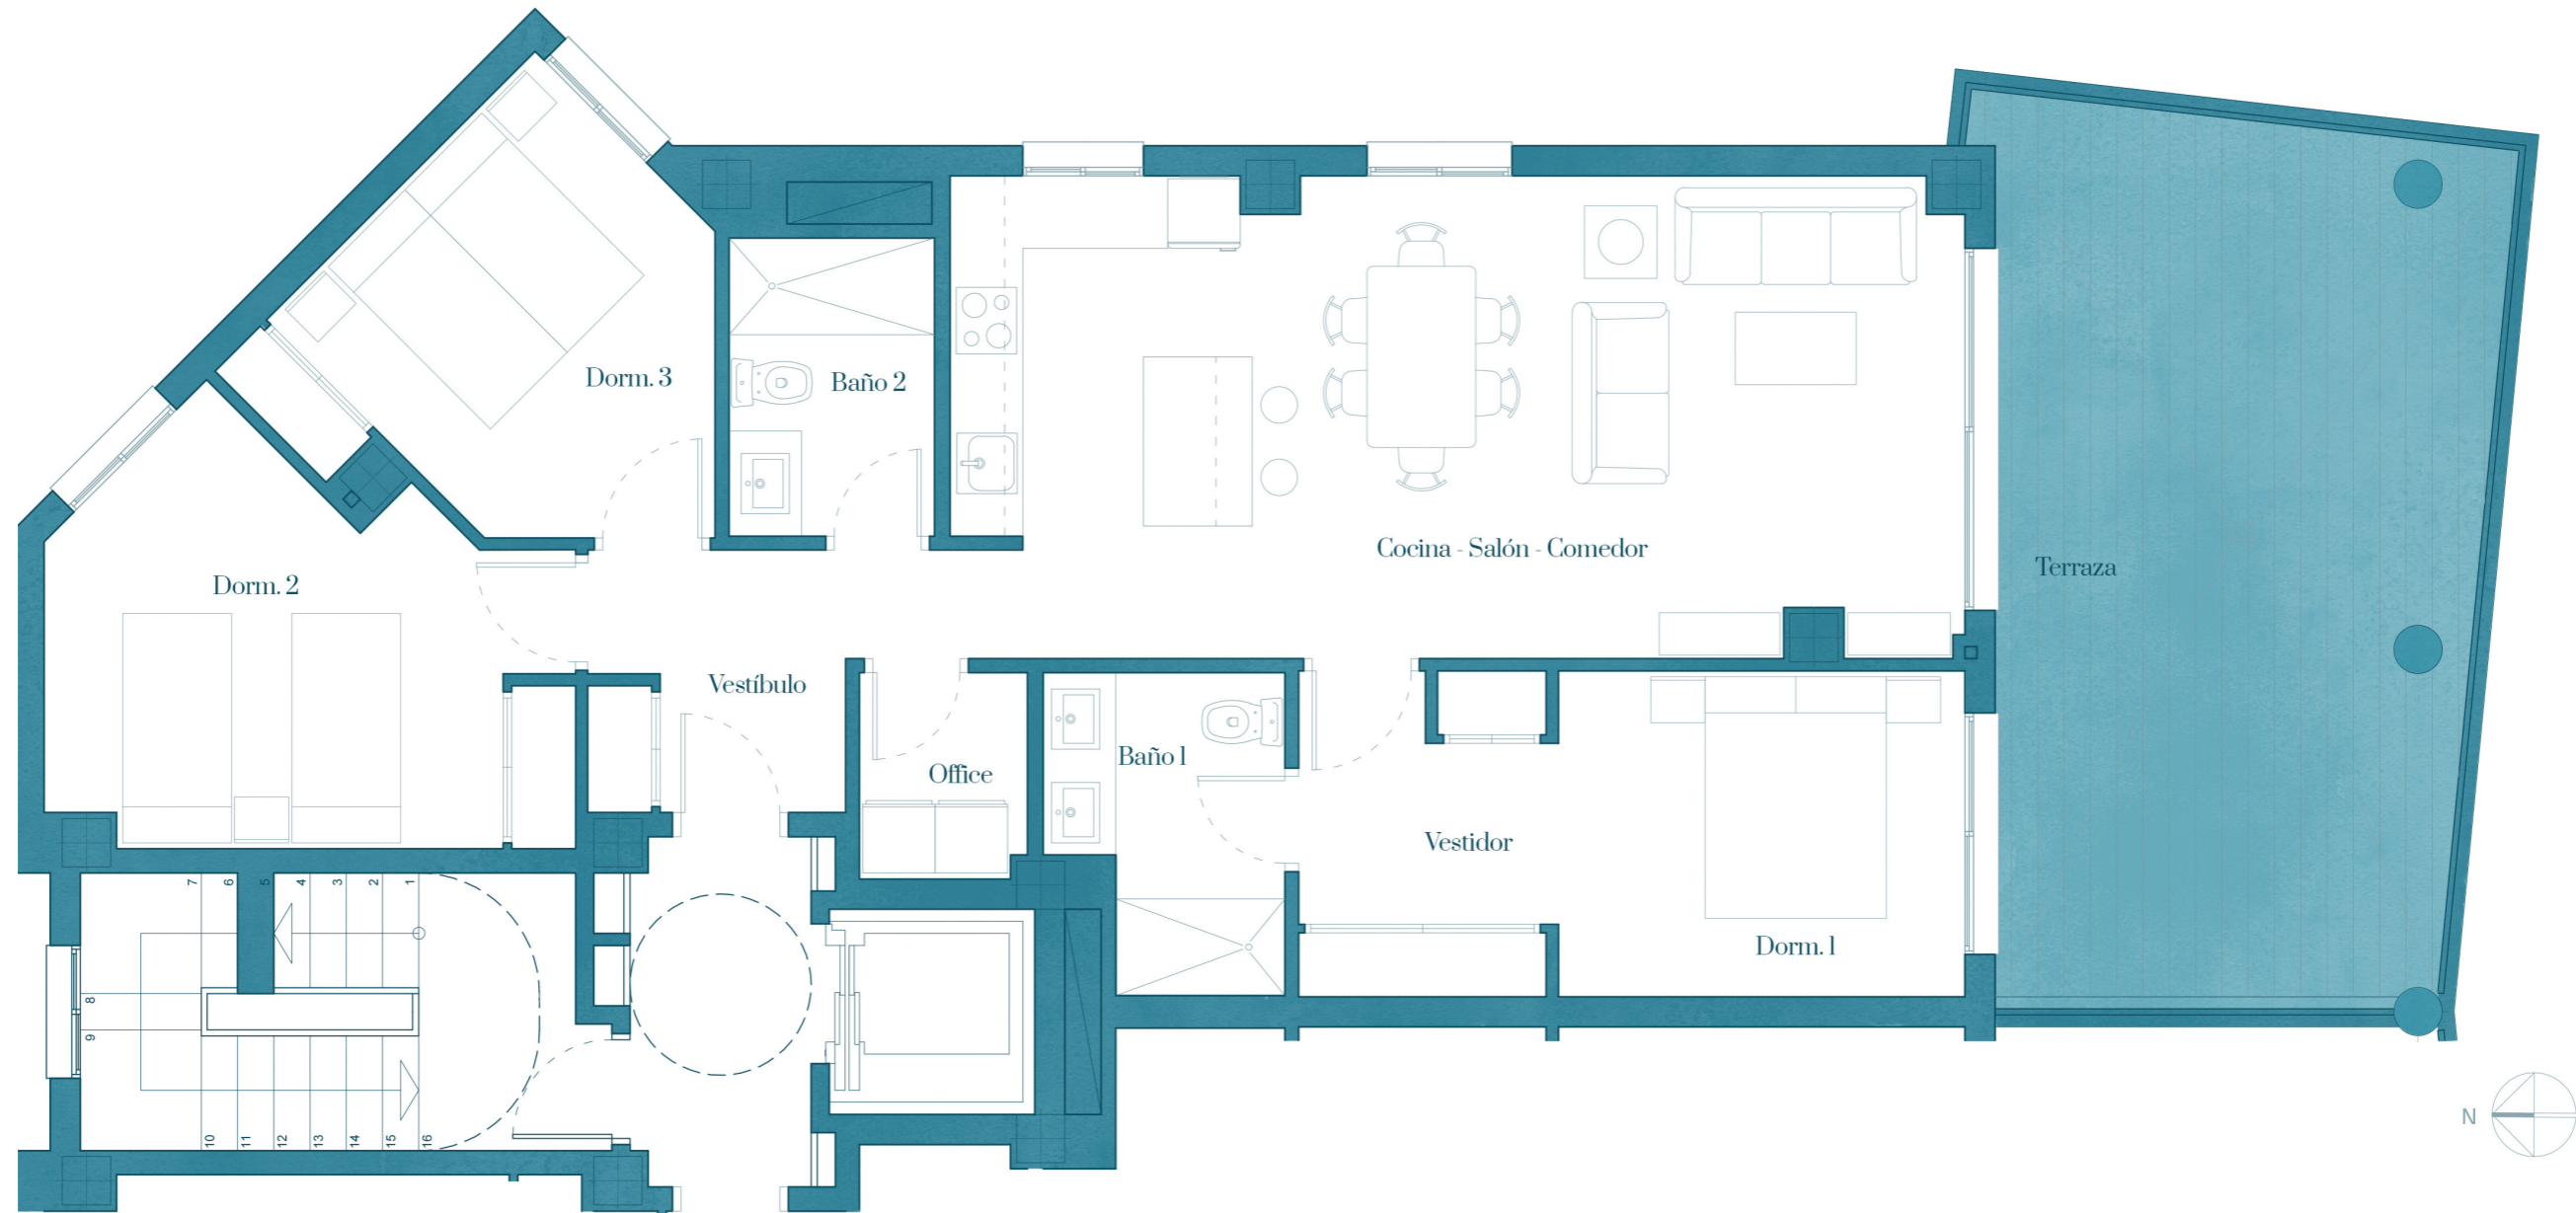 Dorm. 3
Baño 2
Cocina - Salón - Comedor
Terraza
Dorm. 2
Vestíbulo
Office
Baño 1
Vestidor
Dorm. 1
7
6
5
4
3
2
1
8
9
10
11
12
13
14
15
16
N